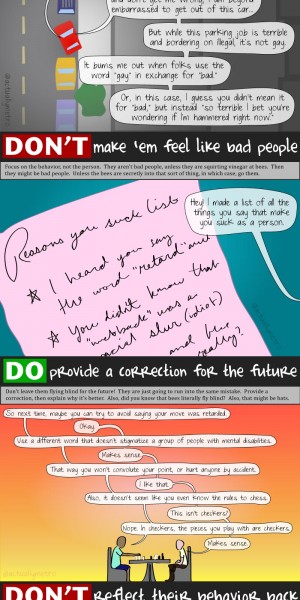 and don't get me wrong, I am beyond
embarrassed to get out of this car...
But while this parking job is terrible
and bordering on illegal, it's not gay.
It bums me out when folks use the
word "gay" in exchange for "bad."
Or, in this case, I guess you didn't mean it
for "bad," but instead "so terrible I bet you're
wondering if I'm hammered right now."
DON'T make 'em feel like bad people
Focus on the behavior, not the person. They aren't bad people, unless they are squirting vinegar at bees. Then
they might be bad people. Unless the bees are secretly into that sort of thing, in which case, go them.
Hey! I made a list of all the
things you say that make
you suck as a person.
Reasons you suck list
I heard you say
the word "retard" and
You didn't know that
"wetback" was a
racial slur (idiot)
and
really?
DO provide a correction for the future
Don't leave them flying blind for the future! They are just going to run into the same mistake. Provide a
correction, then explain why it's better. Also, did you know that bees literally fly blind? Also, that might be bats.
So next time, maybe you can try to avoid saying your move was retarded.
Okay.
Use a different word that doesn't stigmatize a group of people with mental disabilities.
Makes sense.
That way you won't convolute your point, or hurt anyone by accident.
I like that.
Also, it doesn't seem like you even know the rules to chess.
This isn't checkers?
Nope. In checkers, the pieces you play with are checkers.
Makes sense.
DON'T reflect their behavior back